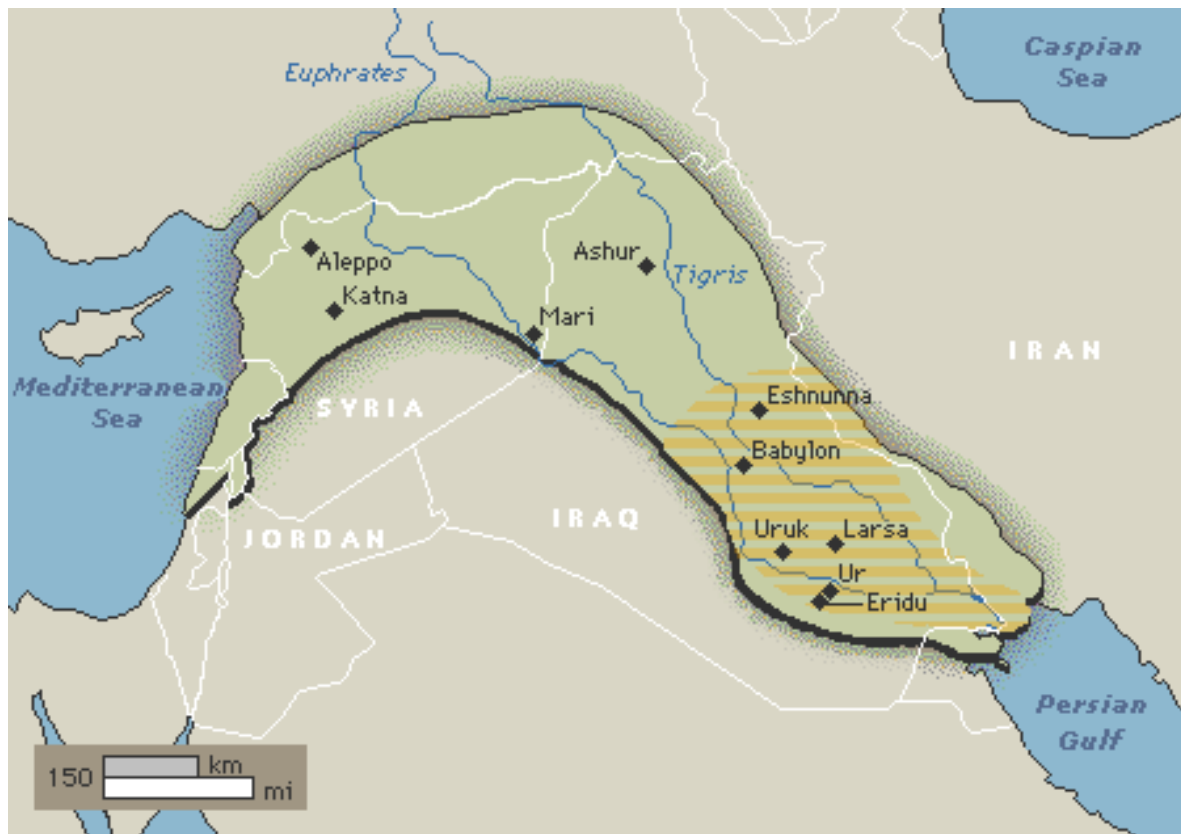 Caspian
Sea
Euphrates
Ashur
Aleppo
Tigris
Katna
Mari
IRAN
Mediterranean
Sea
SYRIA
Eshnunna
Babylon
IRAQ
JORDAN
Uruk
Larsa
Ur
Eridu
Persian
Gulf
150
km
mi